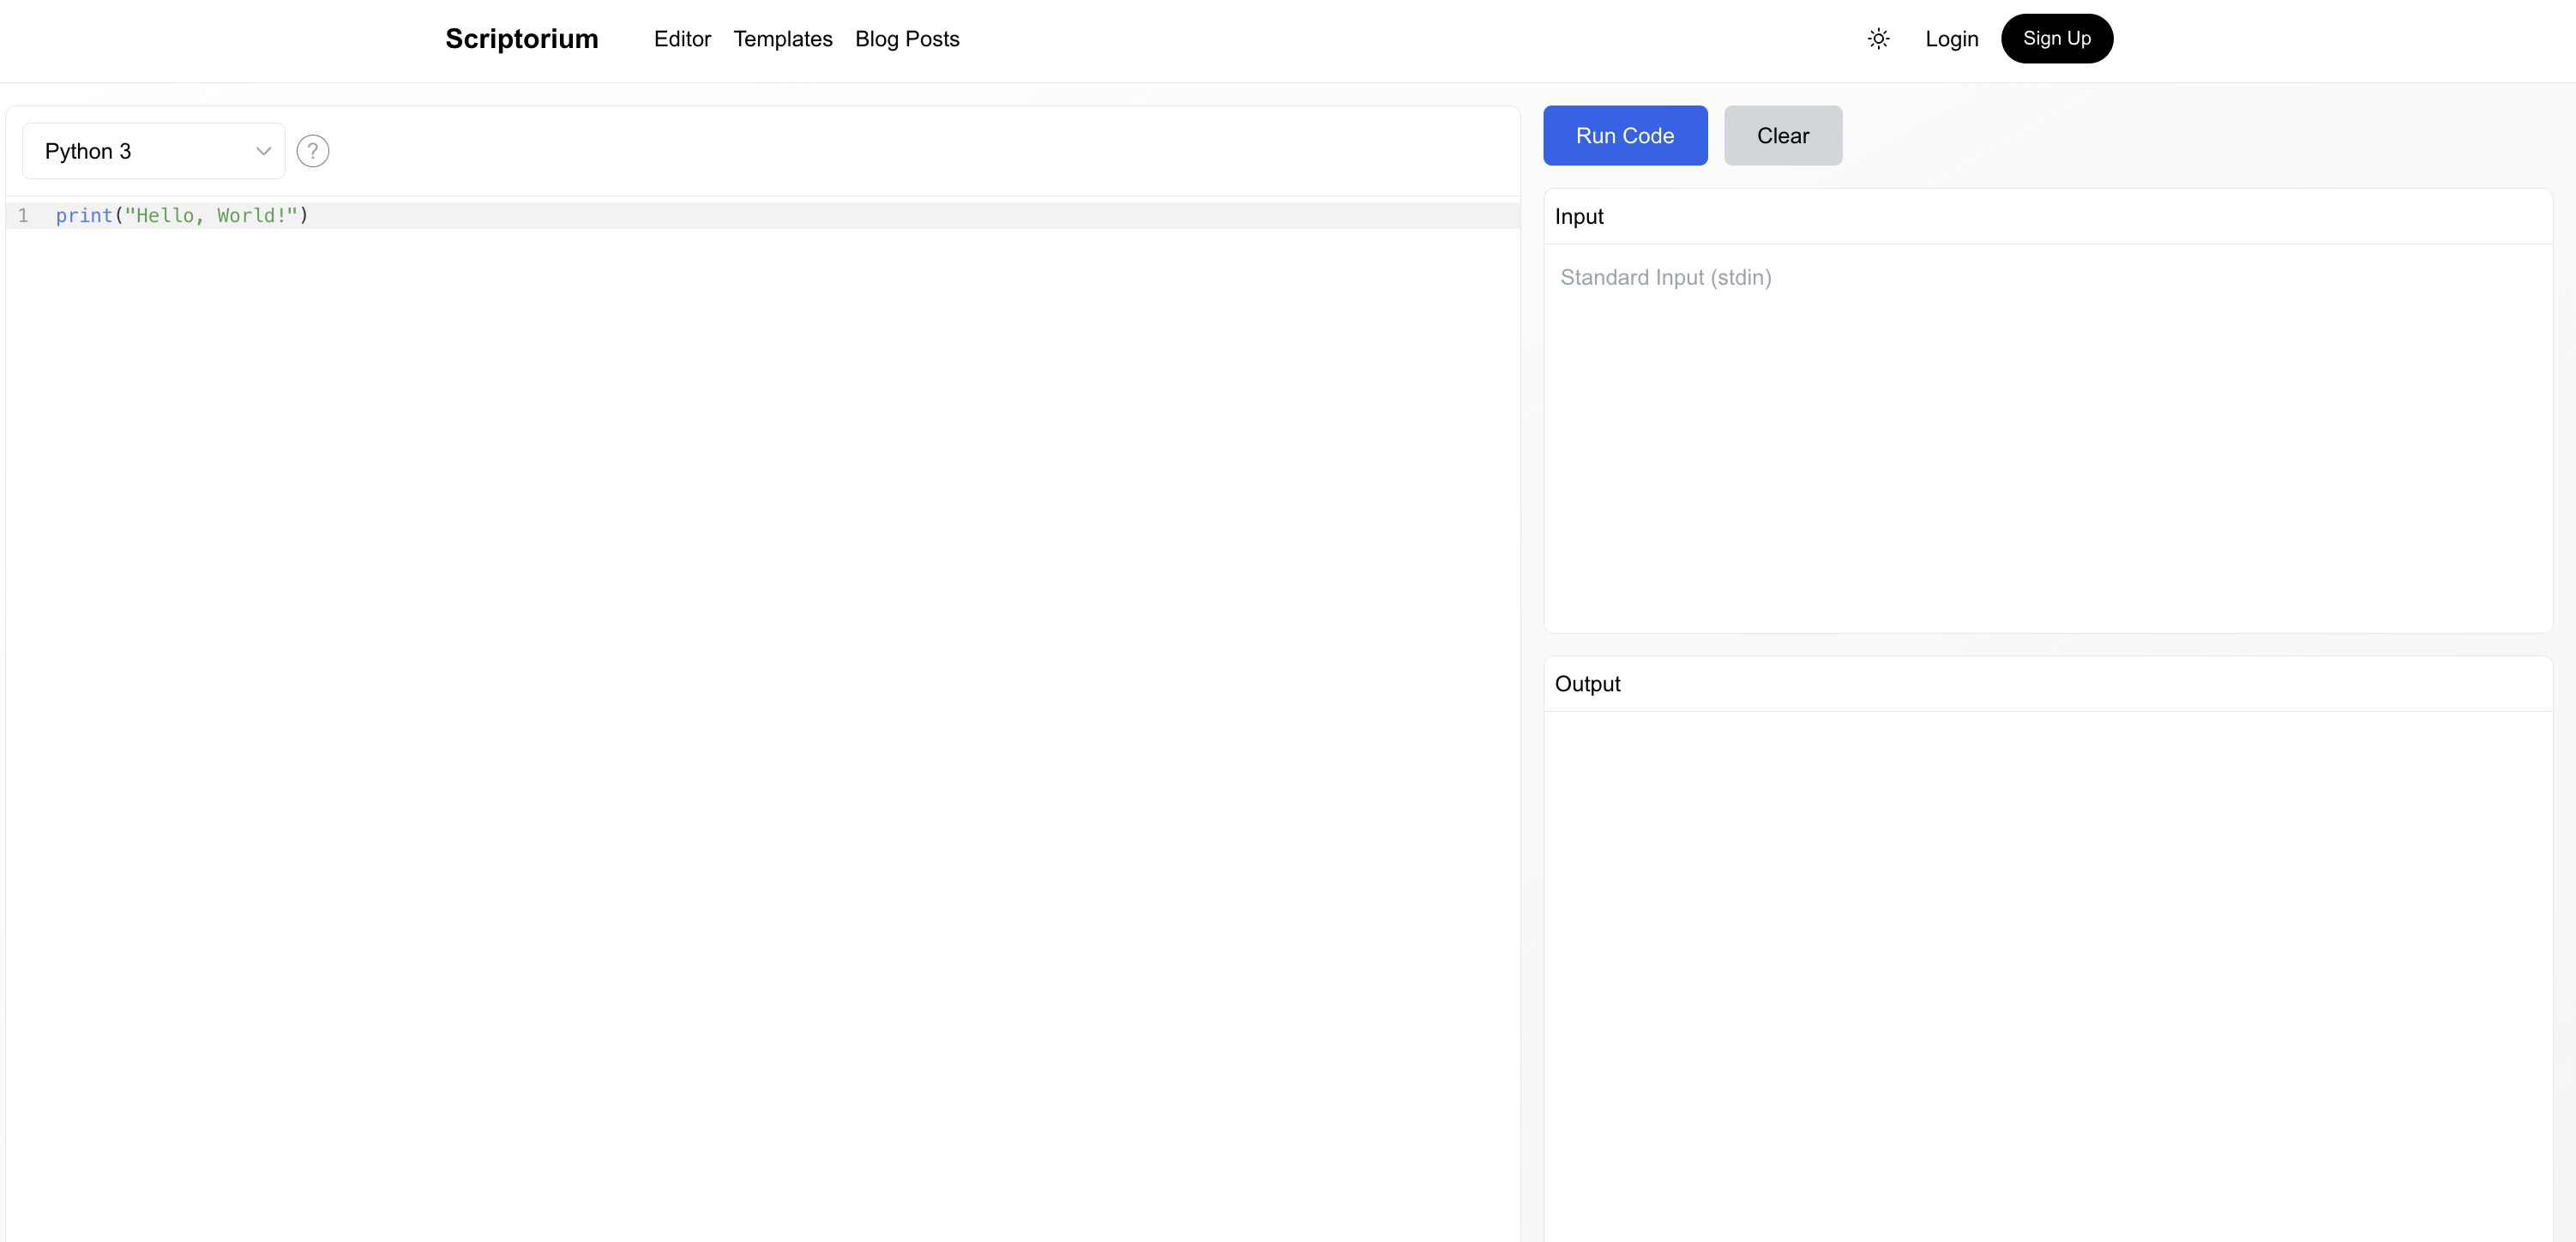 Scriptorium Editor Templates Blog Posts Login Sign Up
Python 3 ?
1 print("Hello, World!")
Run Code Clear
Input
Standard Input (stdin)
Output